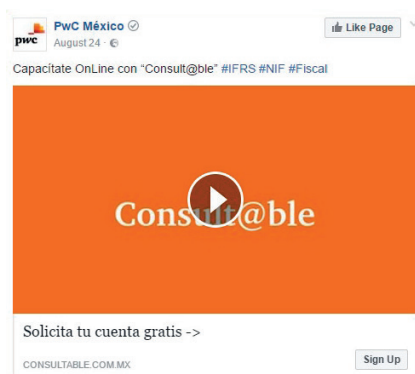 pwc
PwC México
Like Page
August 24
Capacítate OnLine con “Consult@ble” #IFRS #NIF #Fiscal
Consult@ble
Solicita tu cuenta gratis ->
CONSULTABLE.COM.MX
Sign Up